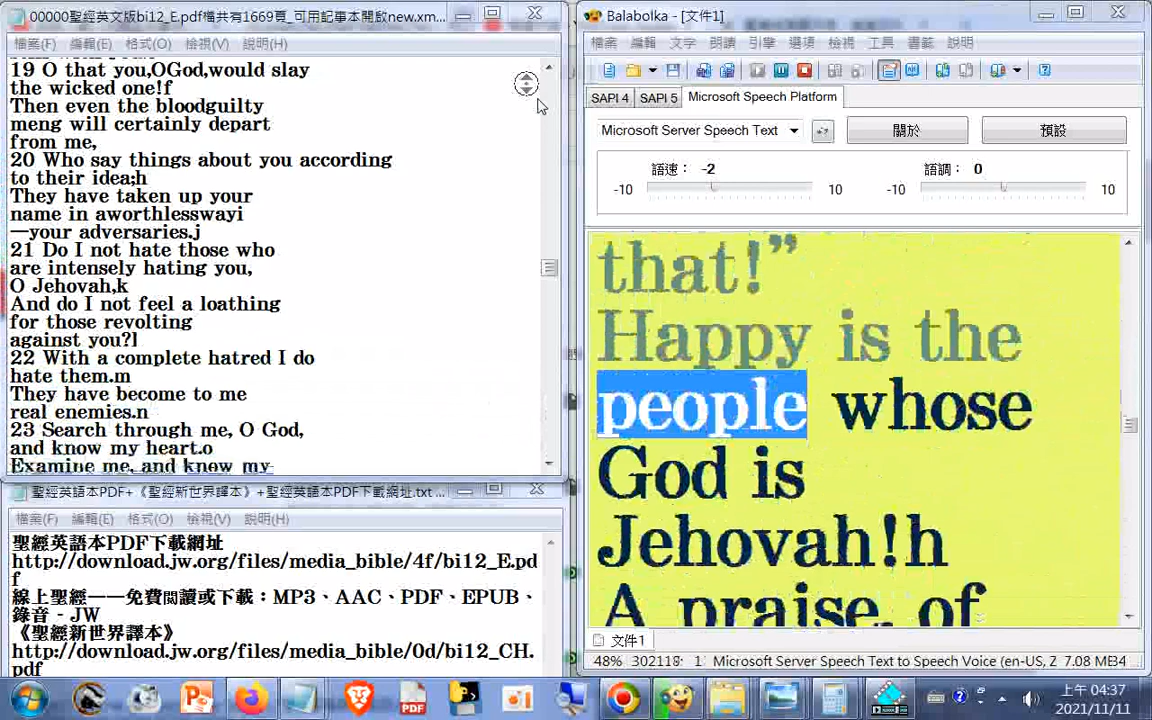 00000聖經英文版bi12_E.pdf檔共有1669頁_可用記事本開啟new.xm...
檔案(F) 編輯(E) 格式(O) 檢視(V) 說明(H)
19 O that you,OGod,would slay
the wicked one!f
Then even the bloodguilty
meng will certainly depart
from me,
20 Who say things about you according
to their idea;h
They have taken up your
name in aworthlesswayi
—your adversaries.j
21 Do I not hate those who
are intensely hating you,
O Jehovah,k
And do I not feel a loathing
for those revolting
against you?l
22 With a complete hatred I do
hate them.m
They have become to me
real enemies.n
23 Search through me, O God,
and know my heart.o
Examine me, and know my
聖經英語本PDF+《聖經新世界譯本》+聖經英語本PDF下載網址.txt ...
檔案(F) 編輯(E) 格式(O) 檢視(V) 說明(H)
聖經英語本PDF下載網址
http://download.jw.org/files/media_bible/4f/bi12_E.pd
f
線上聖經——免費閱讀或下載：MP3、AAC、PDF、EPUB、
錄音 - JW
《聖經新世界譯本》
http://download.jw.org/files/media_bible/0d/bi12_CH.
pdf
Balabolka - [文件1]
檔案 編輯 文字 朗讀 引擎 選項 檢視 工具 書籤 說明
SAPI 4 SAPI 5 Microsoft Speech Platform
Microsoft Server Speech Text 關於 預設
語速： -2 語調： 0
-10 10 -10 10
that!”
Happy is the
people whose
God is
Jehovah!h
A praise, of
文件1
48% 302118: 1 Microsoft Server Speech Text to Speech Voice (en-US, Z 7.08 MB34
PDF
上午 04:37
2021/11/11